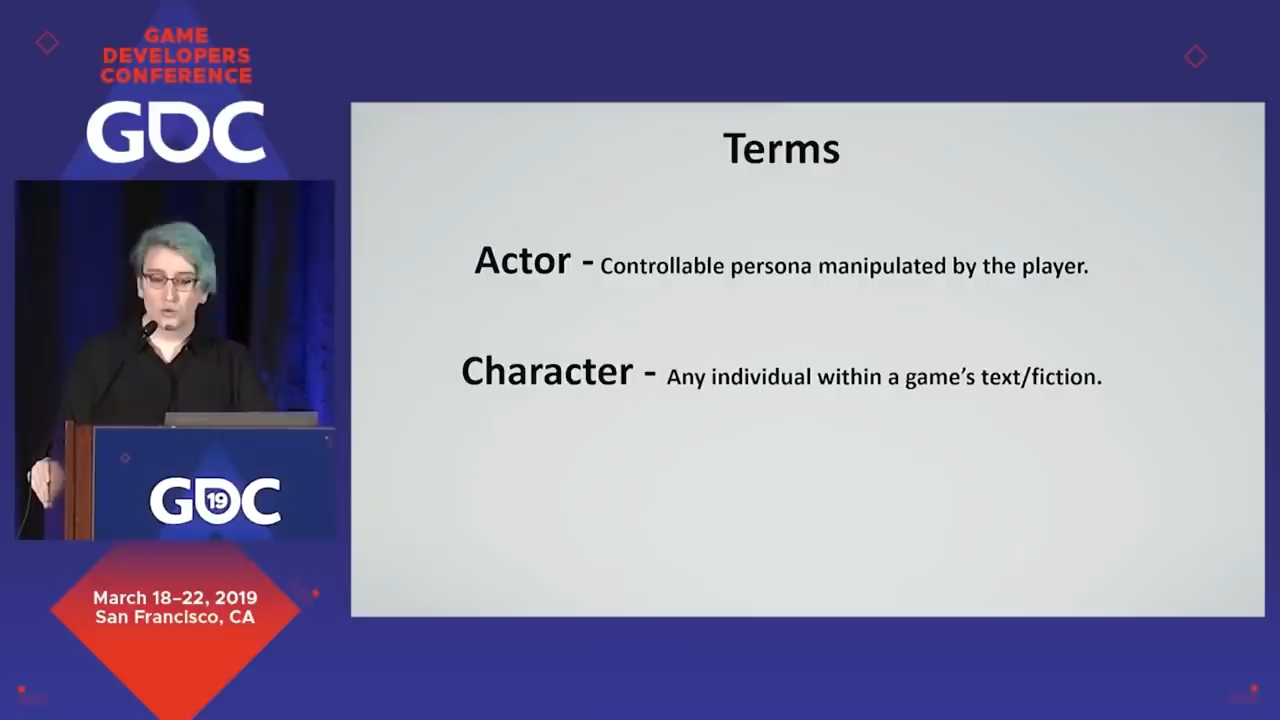 GAME
DEVELOPERS
CONFERENCE
GDC
Terms
Actor - Controllable persona manipulated by the player.
Character - Any individual within a game's text/fiction.
GDC
19
March 18–22, 2019
San Francisco, CA